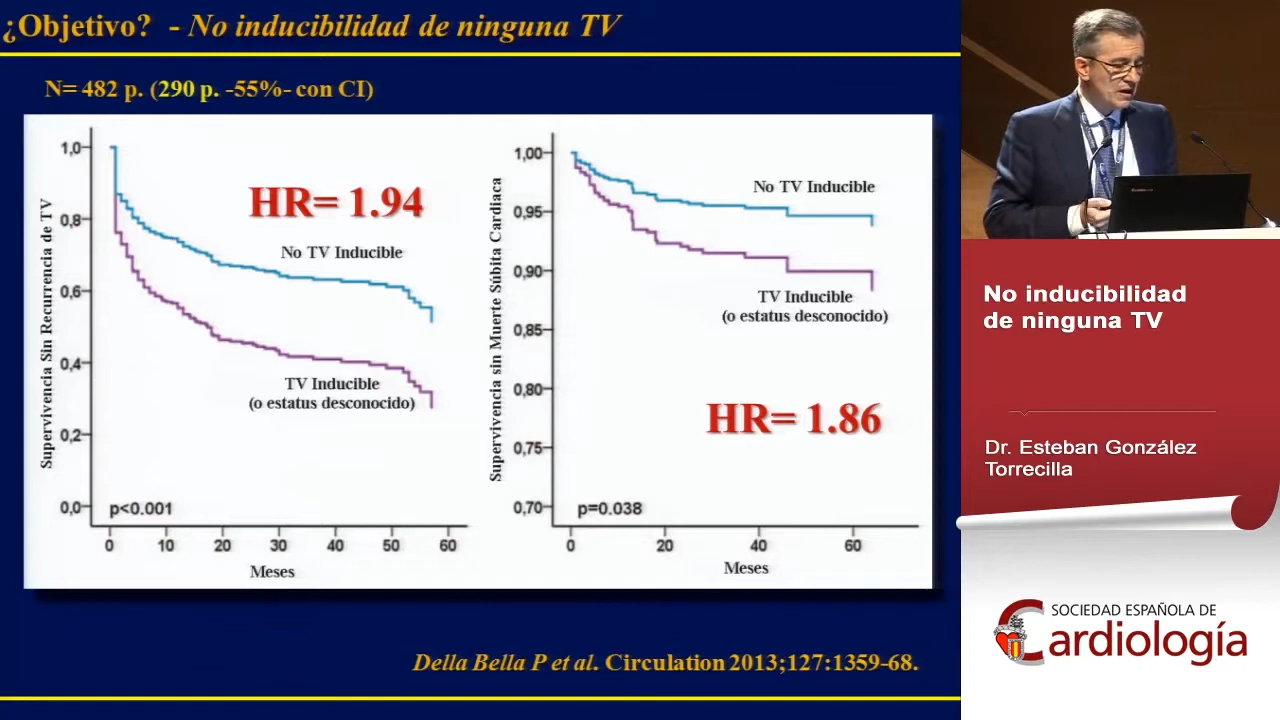 ¿Objetivo? - No inducibilidad de ninguna TV
N= 482 p. (290 p. -55%- con CI)
Supervivencia Sin Recurrencia de TV
1,0
0,8
0,6
0,4
0,2
0,0
HR= 1.94
No TV Inducible
TV Inducible
(o estatus desconocido)
p<0.001
0 10 20 30 40 50 60
Meses
Supervivencia sin Muerte Súbita Cardiaca
1,00
0,95
0,90
0,85
0,80
0,75
0,70
No TV Inducible
TV Inducible
(o estatus desconocido)
HR= 1.86
p=0.038
0 20 40 60
Meses
Della Bella P et al. Circulation 2013;127:1359-68.
No inducibilidad
de ninguna TV
Dr. Esteban González
Torrecilla
SOCIEDAD ESPAÑOLA DE
Cardiología